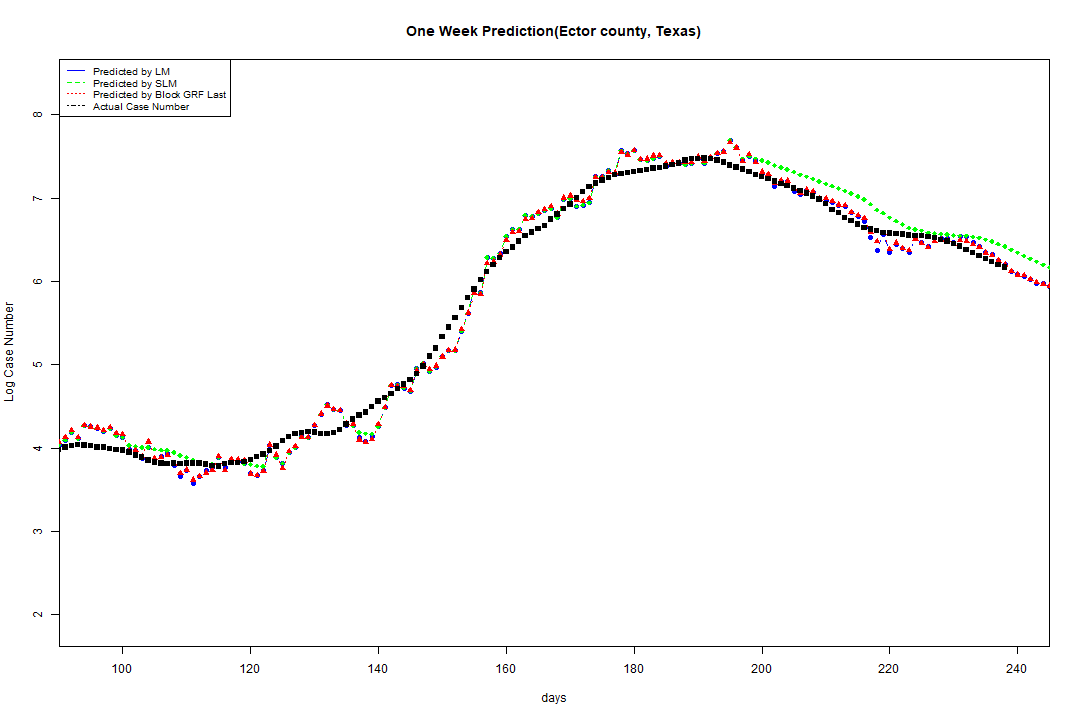 One Week Prediction(Ector county, Texas)
Predicted by LM
Predicted by SLM
Predicted by Block GRF Last
Actual Case Number
8
7
6
5
4
3
2
Log Case Number
100 120 140 160 180 200 220 240
days